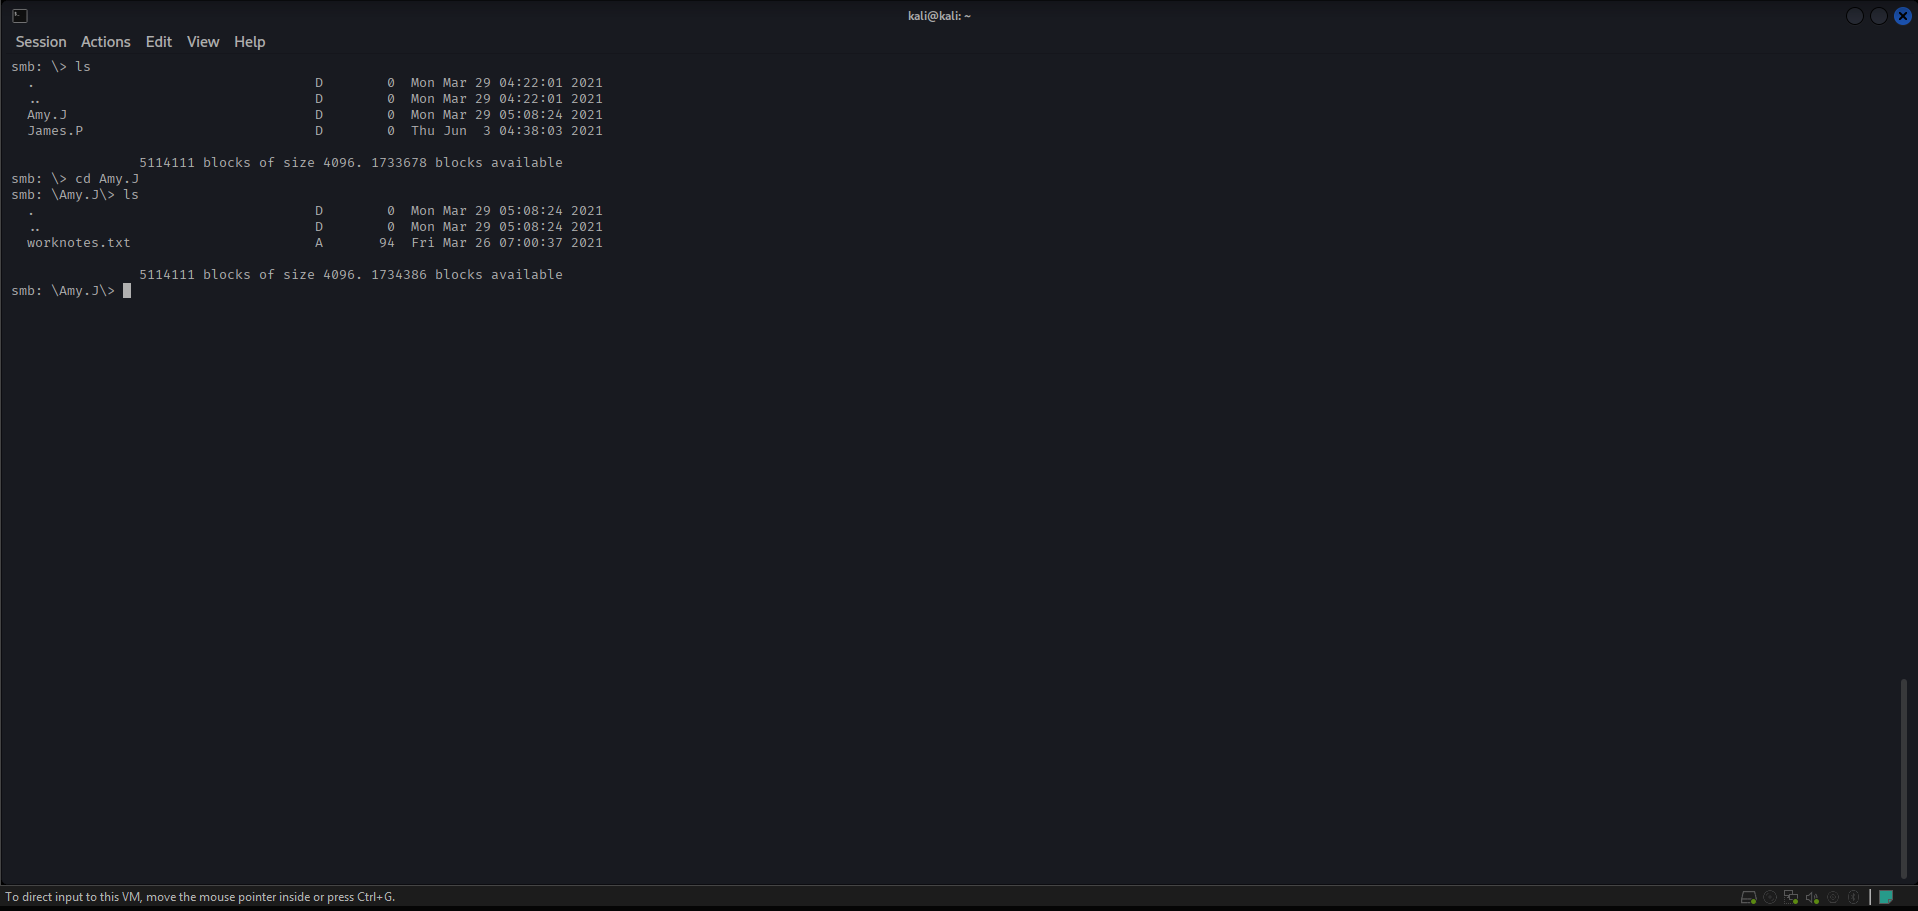 kali@kali: ~
Session Actions Edit View Help
smb: \> ls
  .                                   D        0  Mon Mar 29 04:22:01 2021
  ..                                  D        0  Mon Mar 29 04:22:01 2021
  Amy.J                               D        0  Mon Mar 29 05:08:24 2021
  James.P                             D        0  Thu Jun  3 04:38:03 2021
                5114111 blocks of size 4096. 1733678 blocks available
smb: \> cd Amy.J
smb: \Amy.J\> ls
  .                                   D        0  Mon Mar 29 05:08:24 2021
  ..                                  D        0  Mon Mar 29 05:08:24 2021
  worknotes.txt                       A       94  Fri Mar 26 07:00:37 2021
                5114111 blocks of size 4096. 1734386 blocks available
smb: \Amy.J\>
To direct input to this VM, move the mouse pointer inside or press Ctrl+G.